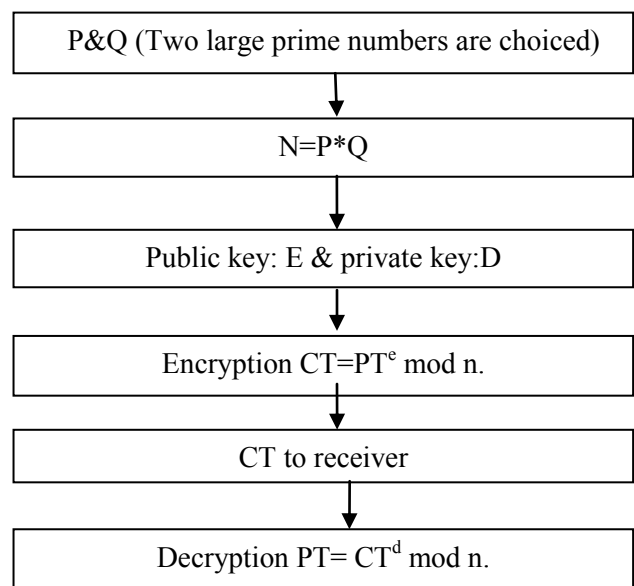 P&Q (Two large prime numbers are choiced)
N=P*Q
Public key: E & private key:D
Encryption CT=PTᵉ mod n.
CT to receiver
Decryption PT= CTᵈ mod n.